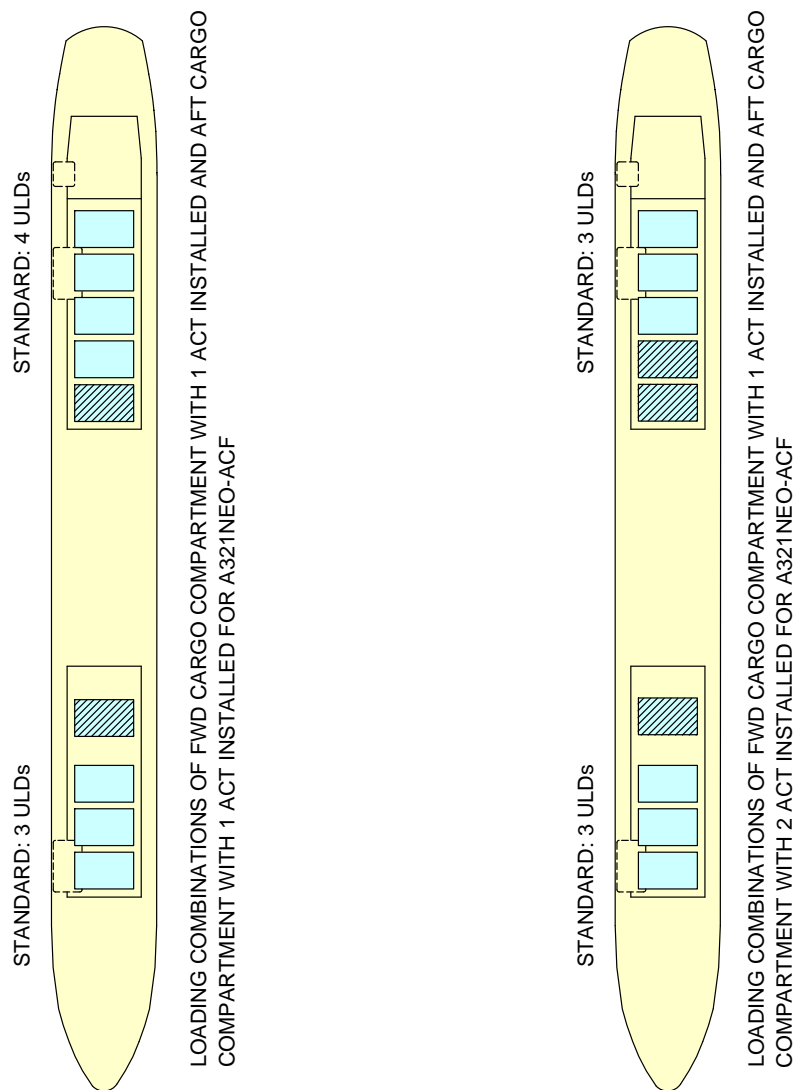 STANDARD: 3 ULDs
STANDARD: 4 ULDs
LOADING COMBINATIONS OF FWD CARGO COMPARTMENT WITH 1 ACT INSTALLED AND AFT CARGO
COMPARTMENT WITH 1 ACT INSTALLED FOR A321NEO-ACF
STANDARD: 3 ULDs
STANDARD: 3 ULDs
LOADING COMBINATIONS OF FWD CARGO COMPARTMENT WITH 1 ACT INSTALLED AND AFT CARGO
COMPARTMENT WITH 2 ACT INSTALLED FOR A321NEO-ACF